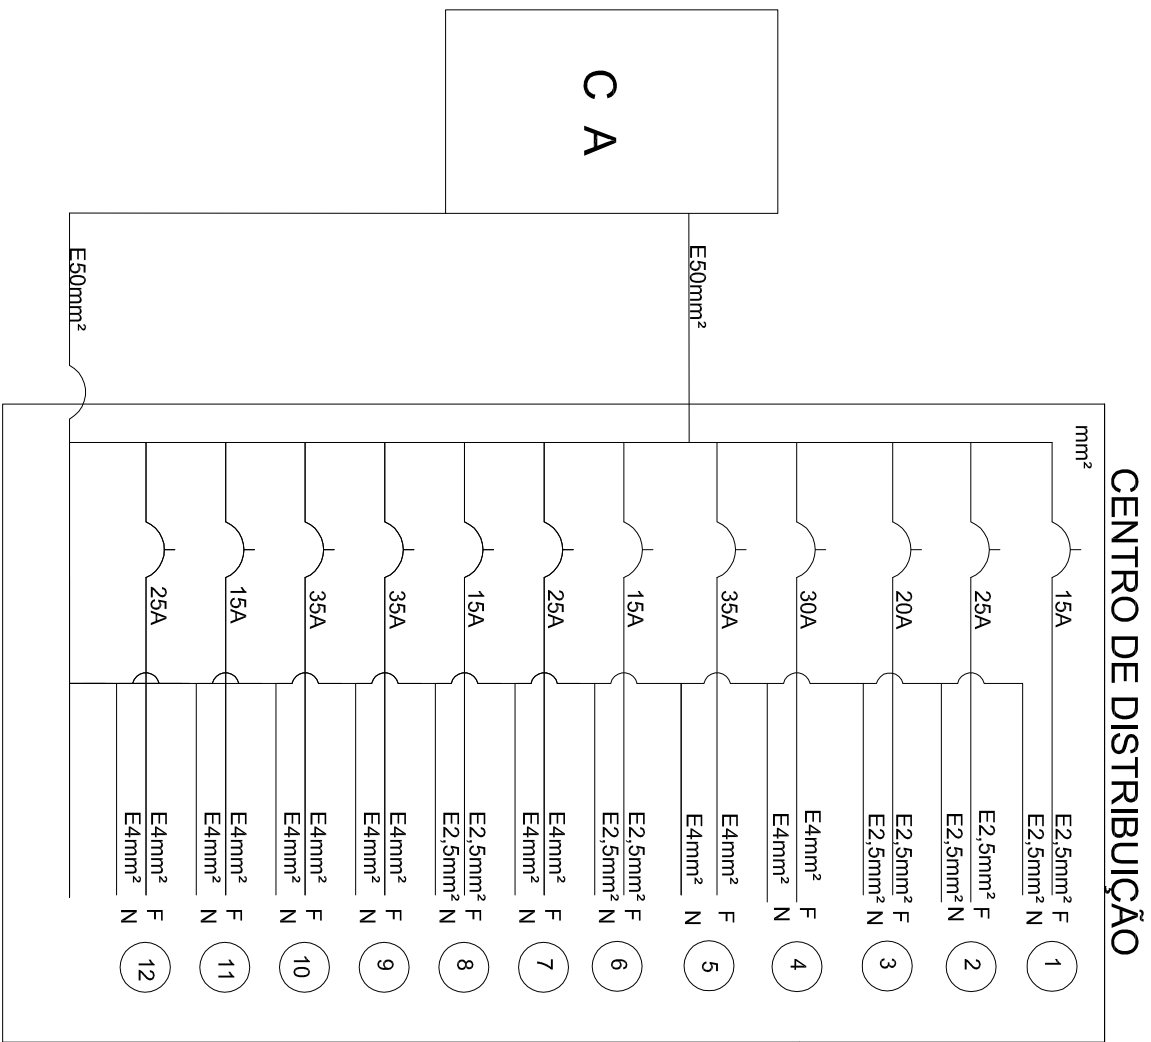 C A
E50mm²
E50mm²
CENTRO DE DISTRIBUIÇÃO
mm²
15A
E2,5mm² F
E2,5mm² N
1
25A
E2,5mm² F
E2,5mm² N
2
20A
E2,5mm² F
E2,5mm² N
3
30A
E4mm² F
E4mm² N
4
35A
E4mm² F
E4mm² N
5
15A
E2,5mm² F
E2,5mm² N
6
25A
E4mm² F
E4mm² N
7
15A
E2,5mm² F
E2,5mm² N
8
35A
E4mm² F
E4mm² N
9
35A
E4mm² F
E4mm² N
10
15A
E4mm² F
E4mm² N
11
25A
E4mm² F
E4mm² N
12